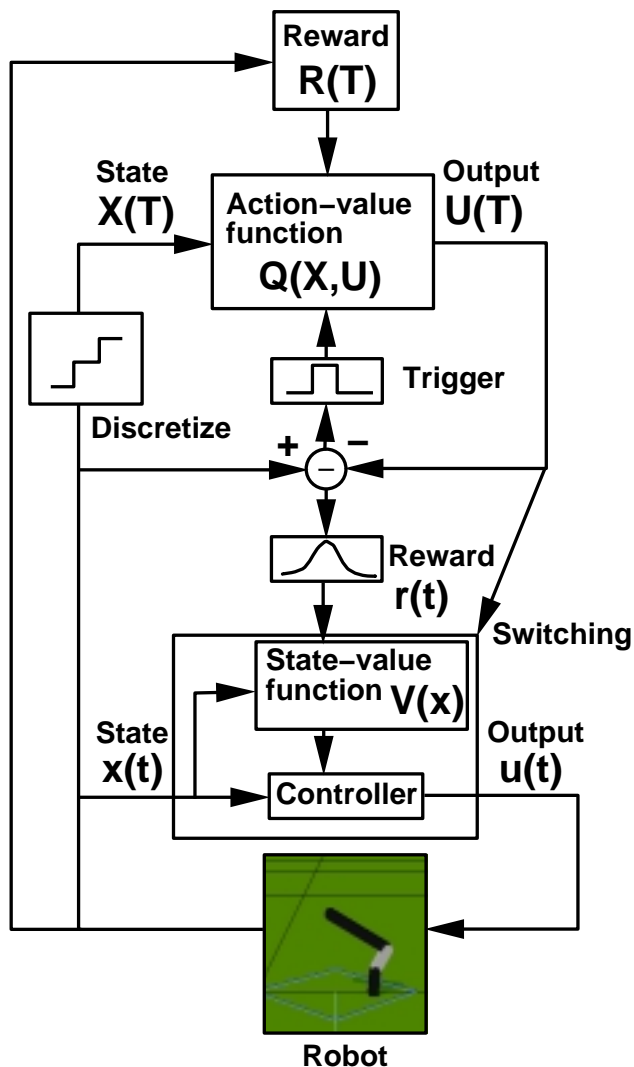 Reward
R(T)
State
X(T)
Output
U(T)
Action−value
function
Q(X,U)
Trigger
Discretize
+
−
−
Reward
r(t)
Switching
State−value
function V(x)
State
x(t)
Output
u(t)
Controller
Robot